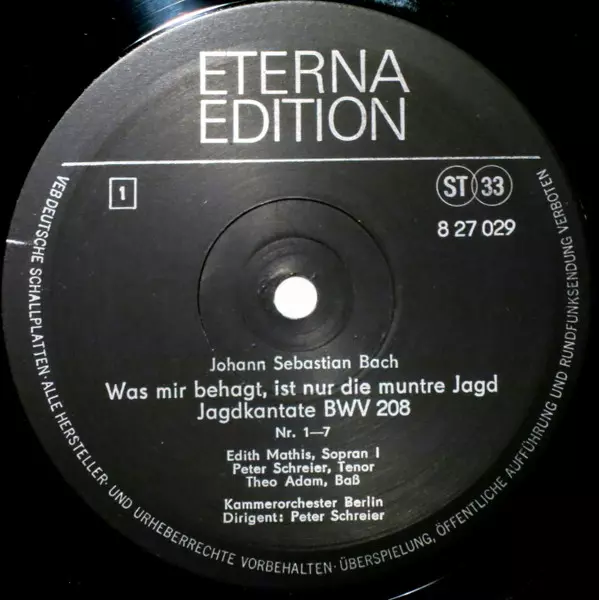 ETERNA
EDITION
1
ST 33
8 27 029
Johann Sebastian Bach
Was mir behagt, ist nur die muntre Jagd
Jagdkantate BWV 208
Nr. 1—7
Edith Mathis, Sopran I
Peter Schreier, Tenor
Theo Adam, Baß
Kammerorchester Berlin
Dirigent: Peter Schreier
VEB DEUTSCHE SCHALLPLATTEN · ALLE HERSTELLER- UND URHEBERRECHTE VORBEHALTEN · ÜBERSPIELUNG, ÖFFENTLICHE AUFFÜHRUNG UND RUNDFUNKSENDUNG VERBOTEN